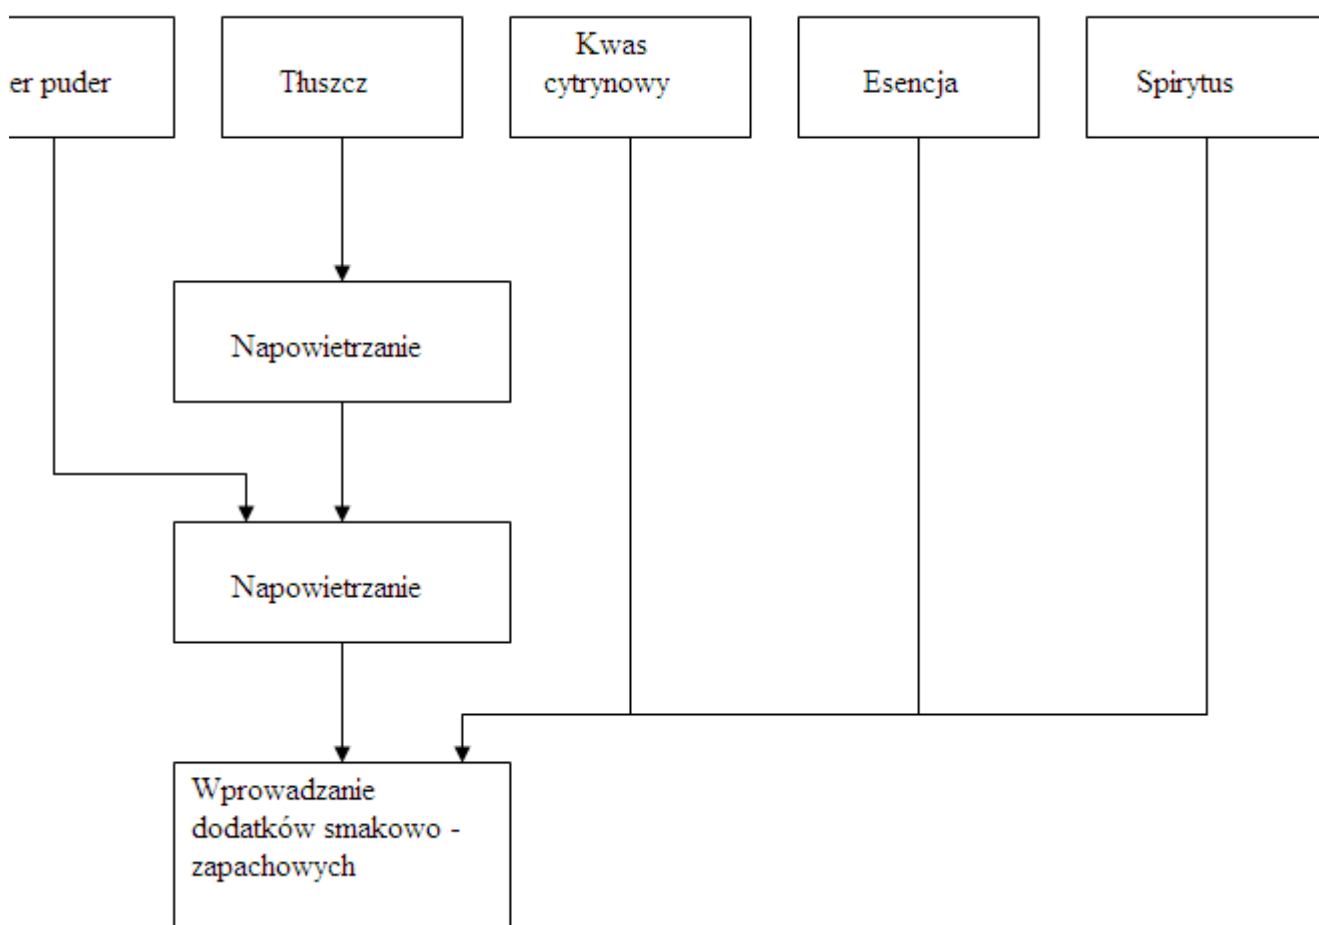 er puder
Tłuszcz
Kwas
cytrynowy
Esencja
Spirytus
Napowietrzanie
Napowietrzanie
Wprowadzanie
dodatków smakowo -
zapachowych